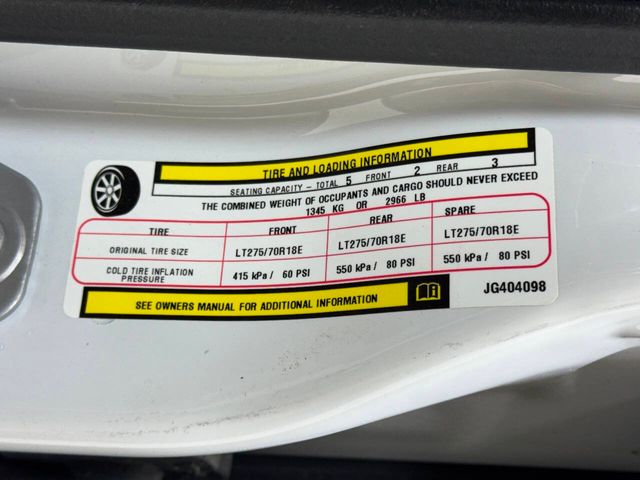 TIRE AND LOADING INFORMATION
SEATING CAPACITY - TOTAL 5 FRONT 2 REAR 3
THE COMBINED WEIGHT OF OCCUPANTS AND CARGO SHOULD NEVER EXCEED
1345 KG OR 2966 LB
TIRE FRONT REAR SPARE
ORIGINAL TIRE SIZE LT275/70R18E LT275/70R18E LT275/70R18E
COLD TIRE INFLATION PRESSURE 415 kPa / 60 PSI 550 kPa / 80 PSI 550 kPa / 80 PSI
SEE OWNERS MANUAL FOR ADDITIONAL INFORMATION JG404098